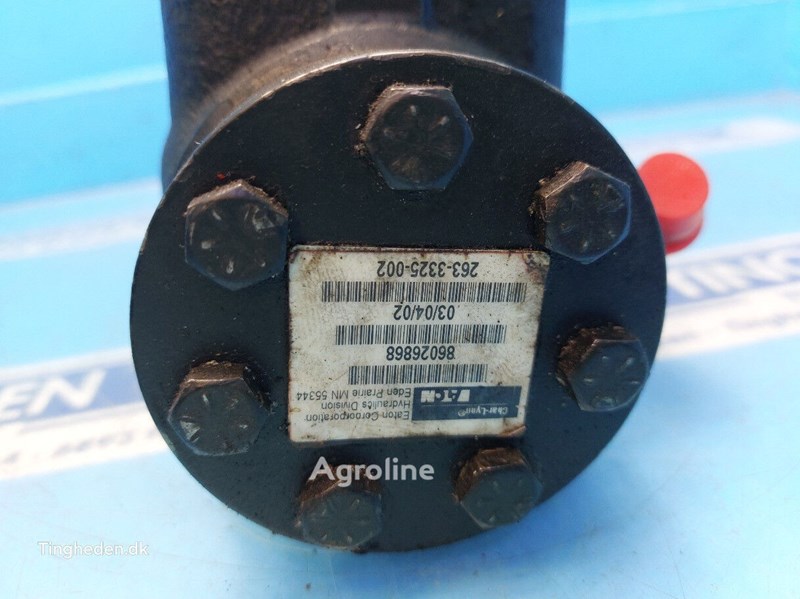 Char-Lynn®
EATON
Eaton Corporation
Hydraulics Division
Eden Prairie MN 55344
86026868
03/04/02
263-3325-002
Agroline
Tingheden.dk